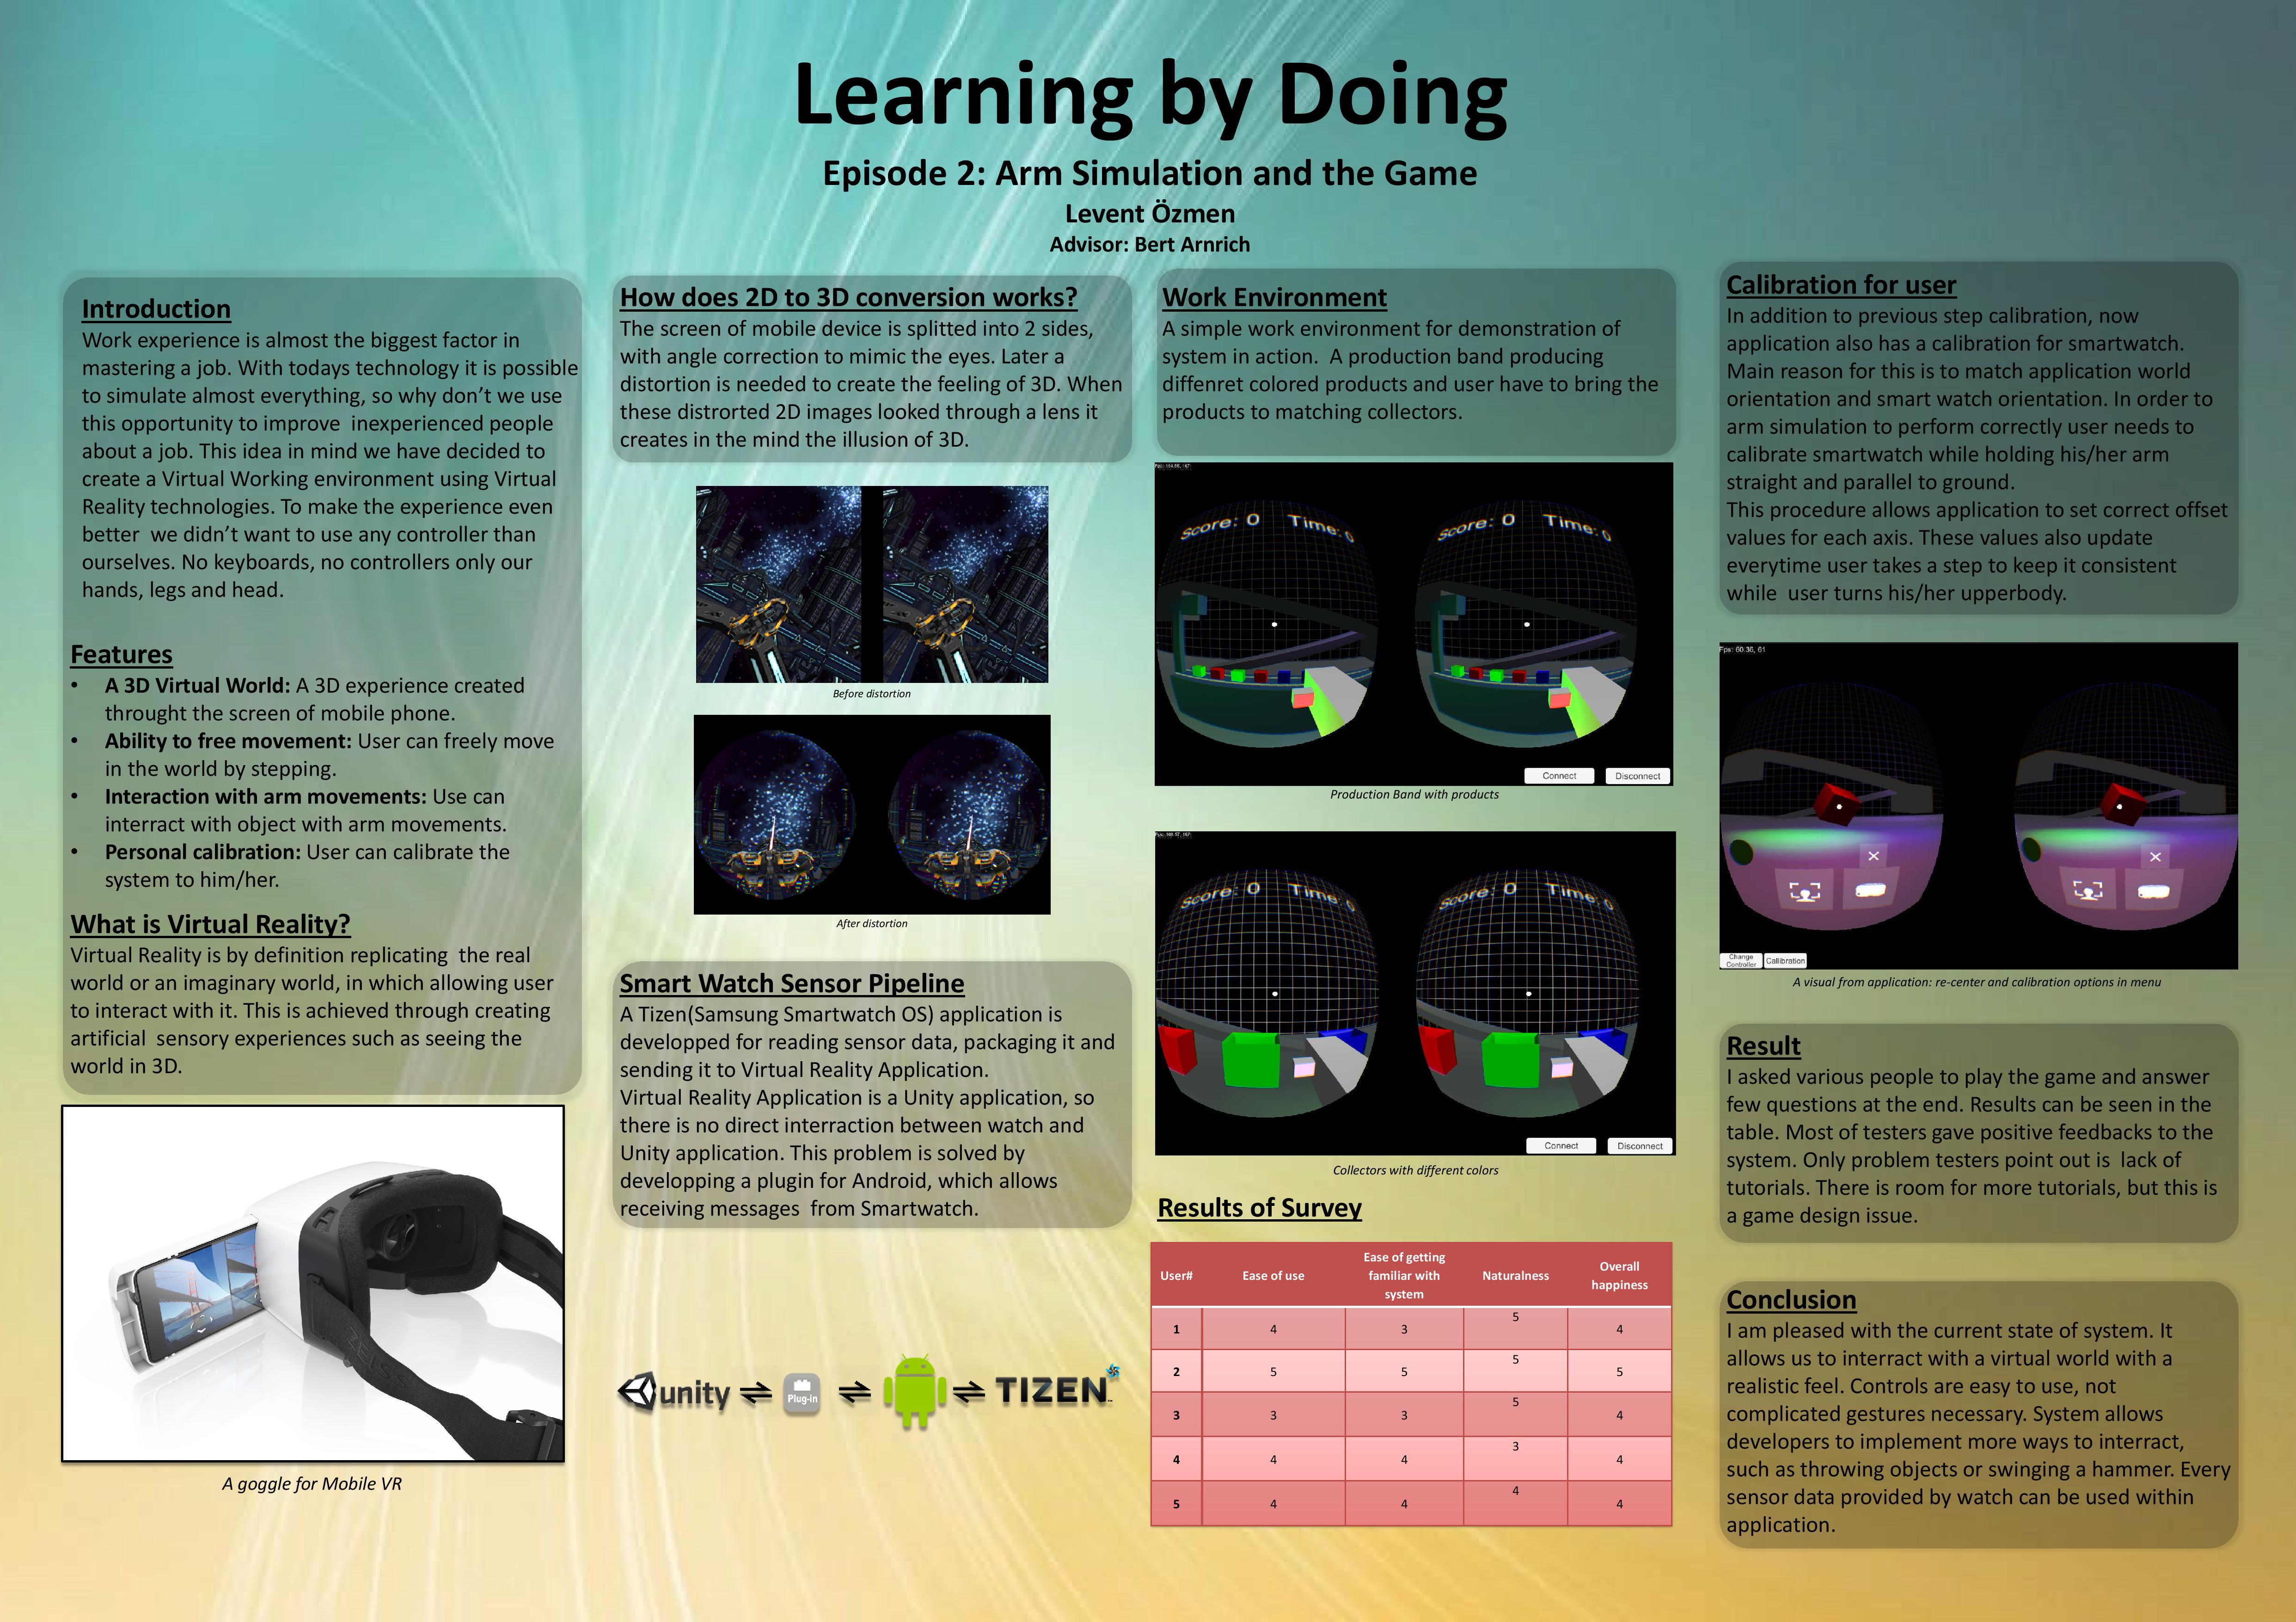 Learning by Doing
Episode 2: Arm Simulation and the Game
Levent Özmen
Advisor: Bert Arnrich
Introduction
Work experience is almost the biggest factor in
mastering a job. With todays technology it is possible
to simulate almost everything, so why don’t we use
this opportunity to improve  inexperienced people
about a job. This idea in mind we have decided to
create a Virtual Working environment using Virtual
Reality technologies. To make the experience even
better  we didn’t want to use any controller than
ourselves. No keyboards, no controllers only our
hands, legs and head.
Features
• A 3D Virtual World: A 3D experience created
throught the screen of mobile phone.
• Ability to free movement: User can freely move
in the world by stepping.
• Interaction with arm movements: Use can
interract with object with arm movements.
• Personal calibration: User can calibrate the
system to him/her.
What is Virtual Reality?
Virtual Reality is by definition replicating  the real
world or an imaginary world, in which allowing user
to interact with it. This is achieved through creating
artificial  sensory experiences such as seeing the
world in 3D.
A goggle for Mobile VR
How does 2D to 3D conversion works?
The screen of mobile device is splitted into 2 sides,
with angle correction to mimic the eyes. Later a
distortion is needed to create the feeling of 3D. When
these distrorted 2D images looked through a lens it
creates in the mind the illusion of 3D.
Before distortion
After distortion
Smart Watch Sensor Pipeline
A Tizen(Samsung Smartwatch OS) application is
developped for reading sensor data, packaging it and
sending it to Virtual Reality Application.
Virtual Reality Application is a Unity application, so
there is no direct interraction between watch and
Unity application. This problem is solved by
developping a plugin for Android, which allows
receiving messages  from Smartwatch.
unity Plug-in TIZEN™
Work Environment
A simple work environment for demonstration of
system in action.  A production band producing
diffenret colored products and user have to bring the
products to matching collectors.
Score: 0 Time: 0 Score: 0 Time: 0
Connect Disconnect
Production Band with products
Score: 0 Time: 0 Score: 0 Time: 0
Connect Disconnect
Collectors with different colors
Results of Survey
User# Ease of use Ease of getting familiar with system Naturalness Overall happiness
1 4 3 5 4
2 5 5 5 5
3 3 3 5 4
4 4 4 3 4
5 4 4 4 4
Calibration for user
In addition to previous step calibration, now
application also has a calibration for smartwatch.
Main reason for this is to match application world
orientation and smart watch orientation. In order to
arm simulation to perform correctly user needs to
calibrate smartwatch while holding his/her arm
straight and parallel to ground.
This procedure allows application to set correct offset
values for each axis. These values also update
everytime user takes a step to keep it consistent
while  user turns his/her upperbody.
Fps: 60.36, 61
Change Controller Callibration
A visual from application: re-center and calibration options in menu
Result
I asked various people to play the game and answer
few questions at the end. Results can be seen in the
table. Most of testers gave positive feedbacks to the
system. Only problem testers point out is  lack of
tutorials. There is room for more tutorials, but this is
a game design issue.
Conclusion
I am pleased with the current state of system. It
allows us to interract with a virtual world with a
realistic feel. Controls are easy to use, not
complicated gestures necessary. System allows
developers to implement more ways to interract,
such as throwing objects or swinging a hammer. Every
sensor data provided by watch can be used within
application.